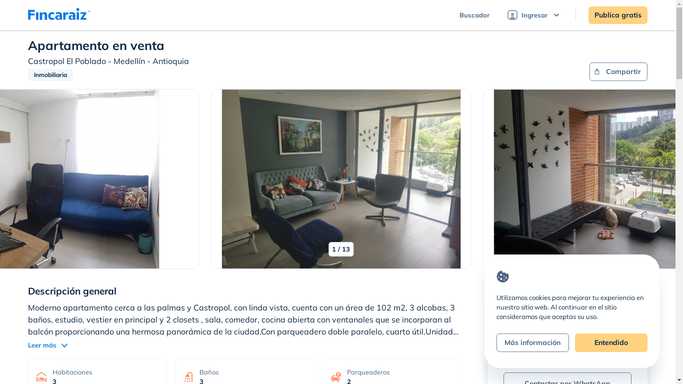 Fincaraiz
Buscador
Ingresar
Publica gratis
Apartamento en venta
Castropol El Poblado - Medellín - Antioquia
Inmobiliaria
Compartir
1 / 13
Descripción general
Moderno apartamento cerca a las palmas y Castropol, con linda vista, cuenta con un área de 102 m2, 3 alcobas, 3
baños, estudio, vestier en principal y 2 closets , sala, comedor, cocina abierta con ventanales que se incorporan al
balcón proporcionando una hermosa panorámica de la ciudad,Con parqueadero doble paralelo, cuarto útil.Unidad...
Leer más
Habitaciones
3
Baños
3
Parqueaderos
2
Utilizamos cookies para mejorar tu experiencia en
nuestro sitio web. Al continuar en el sitio
consideramos que aceptas su uso.
Más información
Entendido
Contactar por WhatsApp